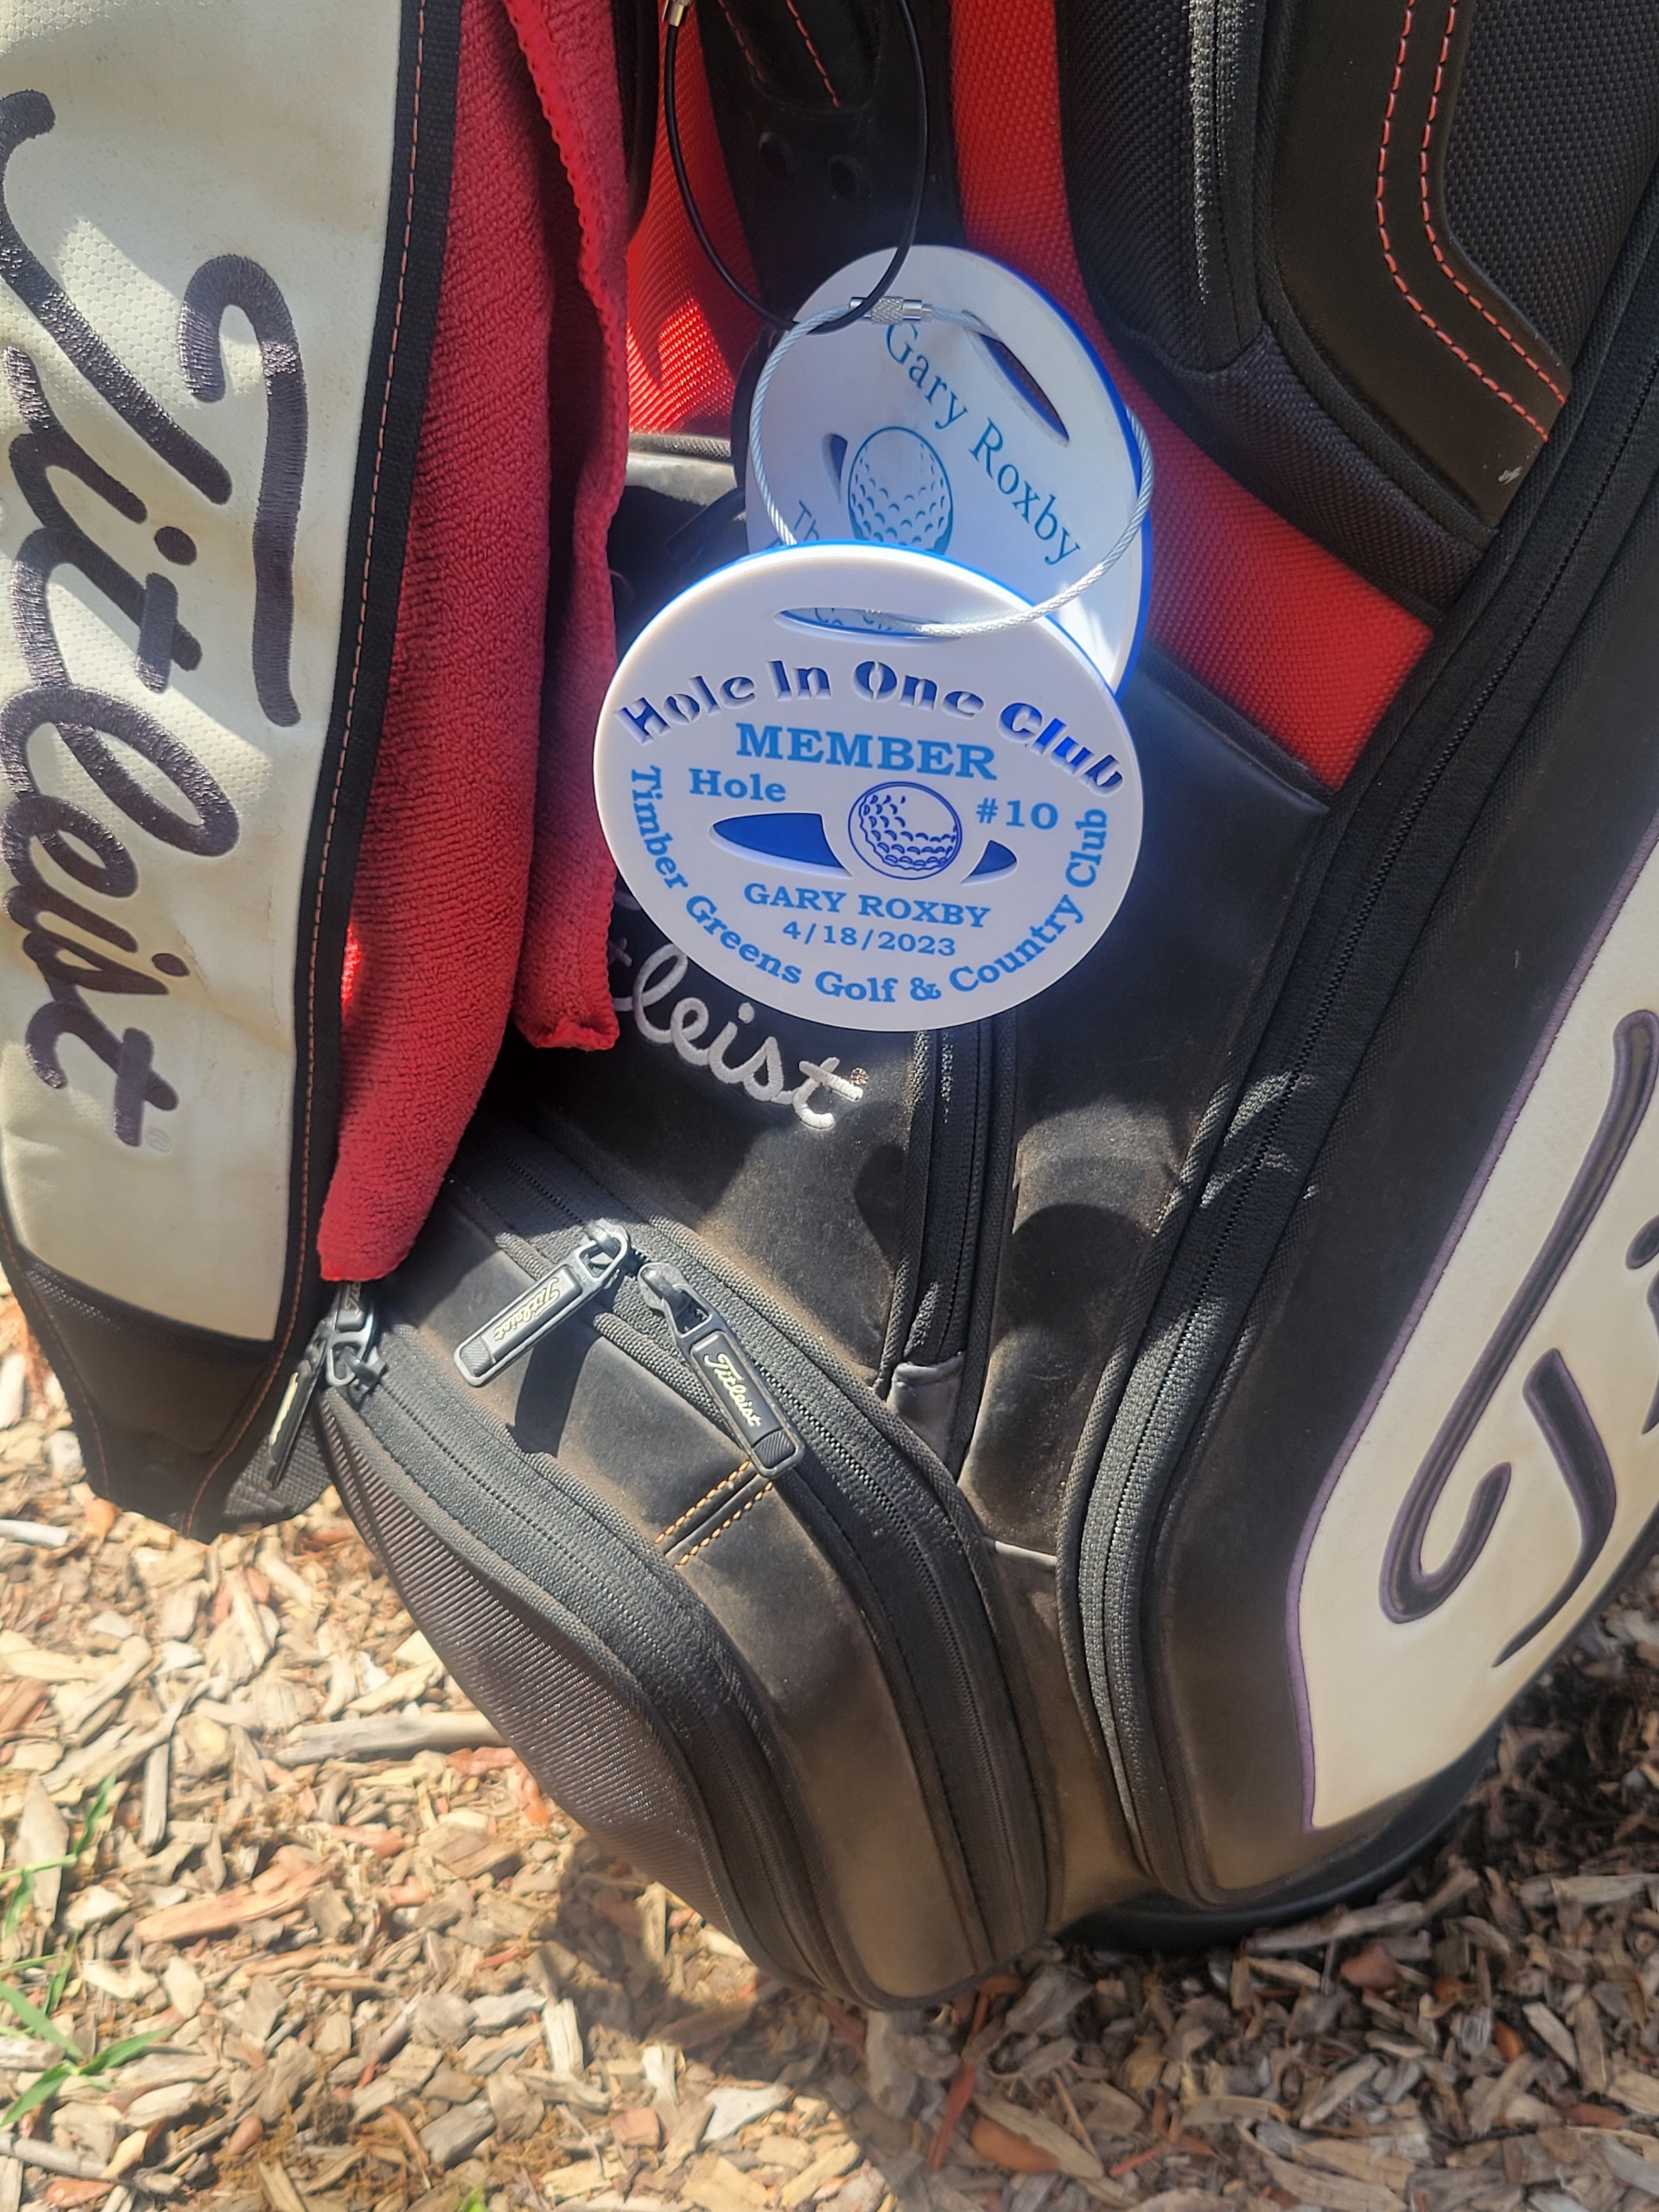 Titleist
Gary Roxby
Hole In One Club
MEMBER
Hole #10
GARY ROXBY
4/18/2023
Timber Greens Golf & Country Club
Titleist
Titleist